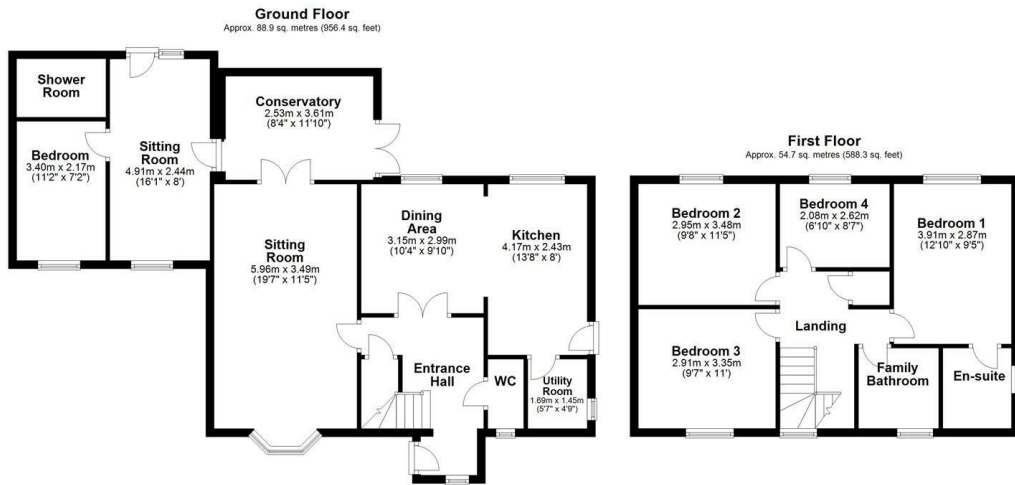 Ground Floor
Approx. 88.9 sq. metres (956.4 sq. feet)
Shower
Room
Bedroom
3.40m x 2.17m
(11'2" x 7'2")
Sitting
Room
4.91m x 2.44m
(16'1" x 8')
Conservatory
2.53m x 3.61m
(8'4" x 11'10")
Sitting
Room
5.96m x 3.49m
(19'7" x 11'5")
Dining
Area
3.15m x 2.99m
(10'4" x 9'10")
Kitchen
4.17m x 2.43m
(13'8" x 8')
Entrance
Hall
WC
Utility
Room
1.69m x 1.45m
(5'7" x 4'9")
First Floor
Approx. 54.7 sq. metres (588.3 sq. feet)
Bedroom 2
2.95m x 3.48m
(9'8" x 11'5")
Bedroom 4
2.08m x 2.62m
(6'10" x 8'7")
Bedroom 1
3.91m x 2.87m
(12'10" x 9'5")
Landing
Bedroom 3
2.91m x 3.35m
(9'7" x 11')
Family
Bathroom
En-suite